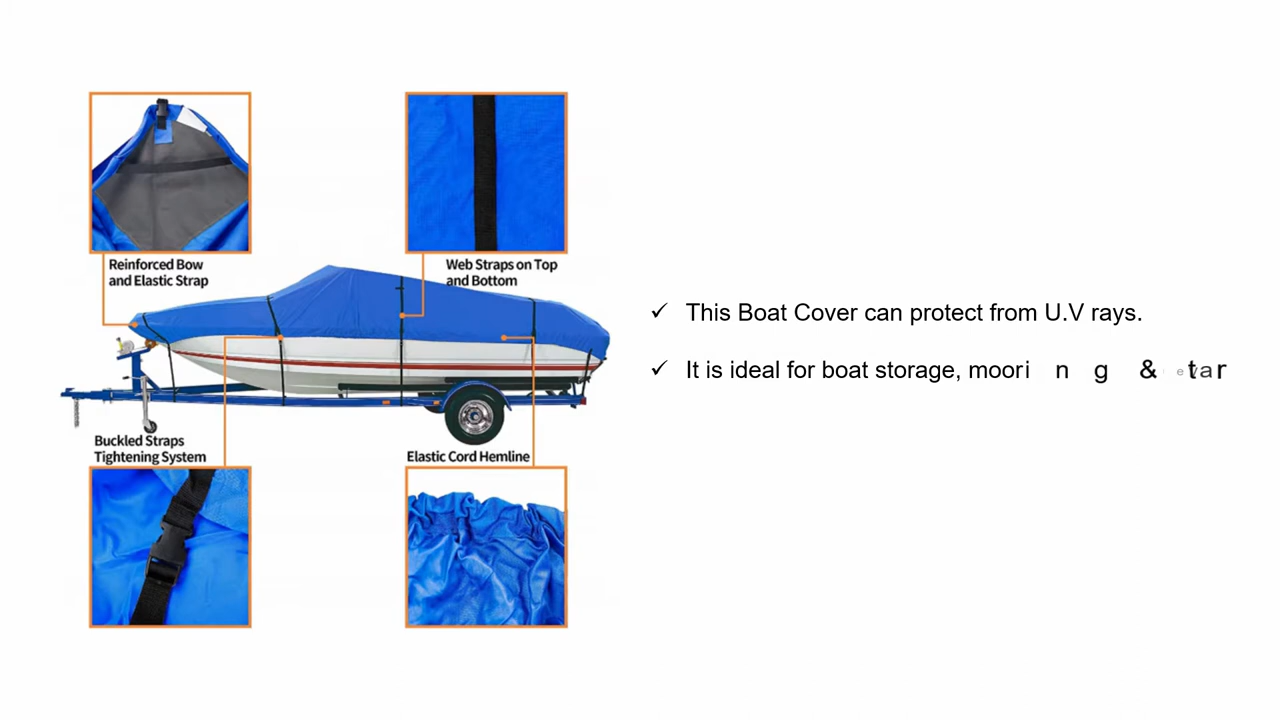 Reinforced Bow
and Elastic Strap
Web Straps on Top
and Bottom
✓ This Boat Cover can protect from U.V rays.
✓ It is ideal for boat storage, mooring &
Buckled Straps
Tightening System
Elastic Cord Hemline